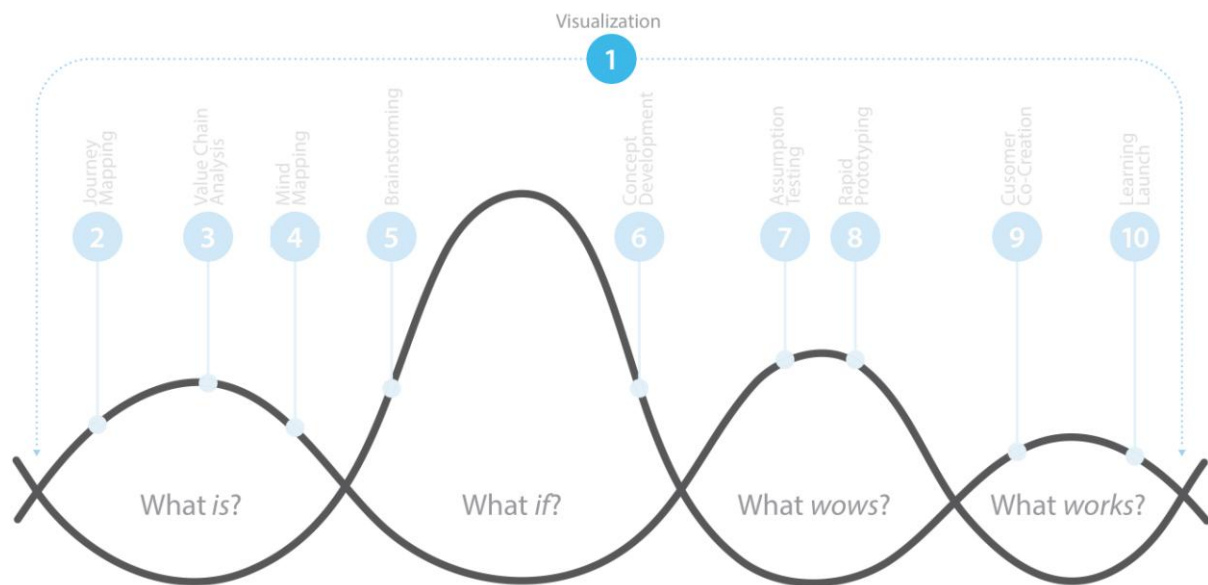 Visualization
1
Journey
Mapping
2
Value Chain
Analysis
3
Mind
Mapping
4
Brainstorming
5
Concept
Development
6
Assumption
Testing
7
Rapid
Prototyping
8
Cusomer
Co-Creation
9
Learning
Launch
10
What is?
What if?
What wows?
What works?